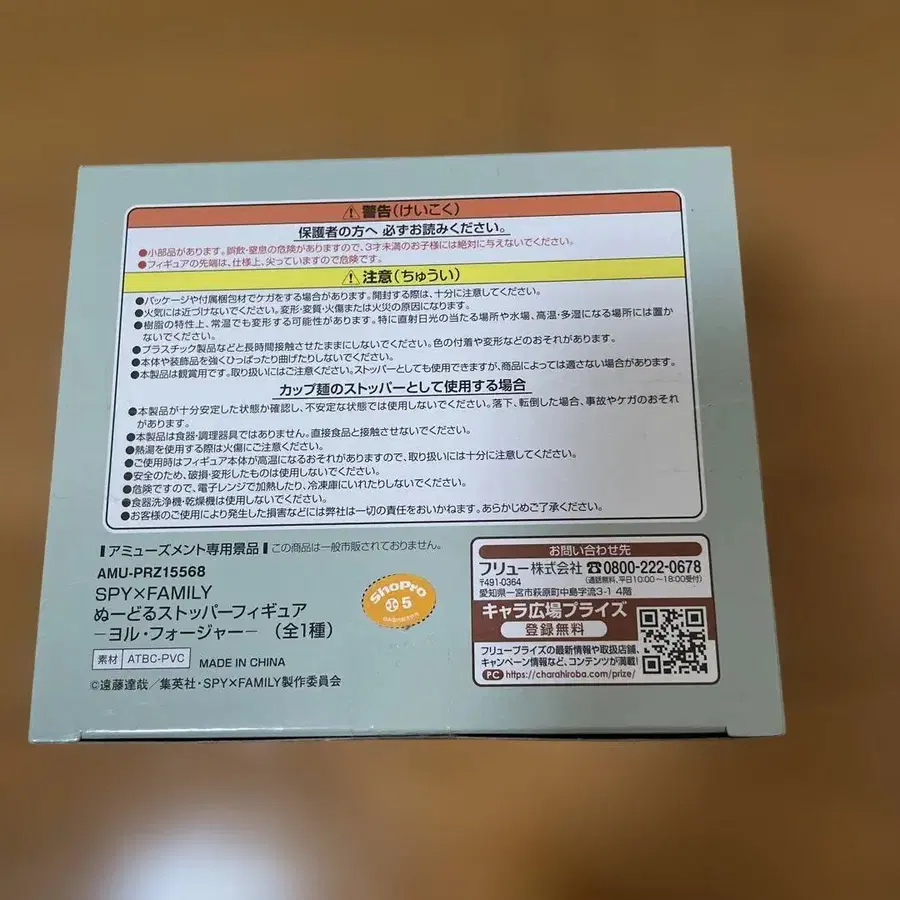 ⚠警告(けいこく)
保護者の方へ 必ずお読みください。
●小部品があります。誤飲・窒息の危険がありますので、3才未満のお子様には絶対に与えないでください。
●フィギュアの先端は、仕様上、尖っていますので危険です。
⚠注意(ちゅうい)
●パッケージや付属梱包材でケガをする場合があります。開封する際は、十分に注意してください。
●火気には近づけないでください。変形・変質・火傷または火災の原因になります。
●樹脂の特性上、常温でも変形する可能性があります。特に直射日光の当たる場所や水場、高温・多湿になる場所には置か
ないでください。
●プラスチック製品などと長時間接触させたままにしないでください。色の付着や変形などのおそれがあります。
●本体や装飾品を強くひっぱったり曲げたりしないでください。
●本製品は観賞用です。取り扱いにはご注意ください。ストッパーとしても使用できますが、商品によっては適さない場合があります。
カップ麺のストッパーとして使用する場合
●本製品が十分安定した状態か確認し、不安定な状態では使用しないでください。落下、転倒した場合、事故やケガのおそれ
があります。
●本製品は食器・調理器具ではありません。直接食品と接触させないでください。
●熱湯を使用する際は火傷にご注意ください。
●ご使用時はフィギュア本体が高温になるおそれがありますので、取り扱いには十分に注意してください。
●安全のため、破損・変形したものは使用しないでください。
●危険ですので、電子レンジで加熱したり、冷凍庫にいれたりしないでください。
●食器洗浄機・乾燥機は使用しないでください。
●お客様のご使用により発生した損害などには弊社は一切の責任をおいかねます。あらかじめご了承ください。
アミューズメント専用景品 この商品は一般市販されておりません。
AMU-PRZ15568
SPY×FAMILY
ぬーどるストッパーフィギュア
ーヨル・フォージャーー (全1種)
素材 ATBC-PVC MADE IN CHINA
©遠藤達哉/集英社・SPY×FAMILY製作委員会
ShoPro
5
お問い合わせ先
フリュー株式会社 ☎0800-222-0678
〒491-0364 (通話無料、平日10:00〜18:00受付)
愛知県一宮市萩原町中島字流3-1 4階
キャラ広場プライズ
登録無料
フリュープライズの最新情報や取扱店舗、
キャンペーン情報など、コンテンツが満載!
PC https://charahiroba.com/prize/